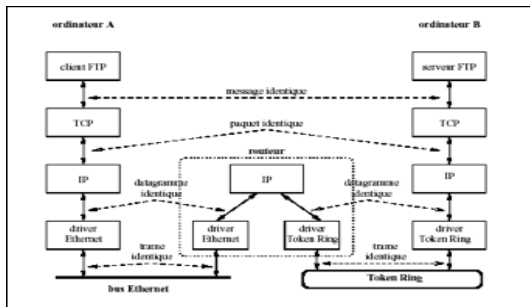 ordinateur A
ordinateur B
client FTP
serveur FTP
message identique
TCP
TCP
paquet identique
routeur
IP
IP
IP
datagramme
identique
datagramme
identique
driver
Ethernet
driver
Ethernet
driver
Token Ring
driver
Token Ring
trame
identique
trame
identique
bus Ethernet
Token Ring